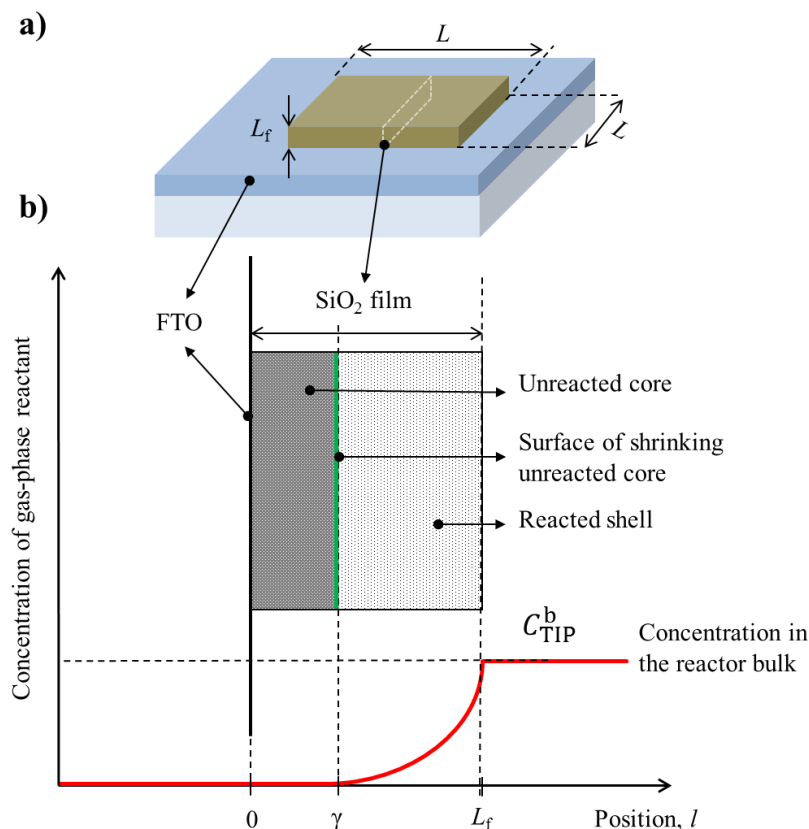 a)
L
L
Lf
b)
SiO2 film
FTO
Unreacted core
Surface of shrinking
unreacted core
Reacted shell
C b TIP
Concentration in
the reactor bulk
Concentration of gas-phase reactant
0
γ
Lf
Position, l